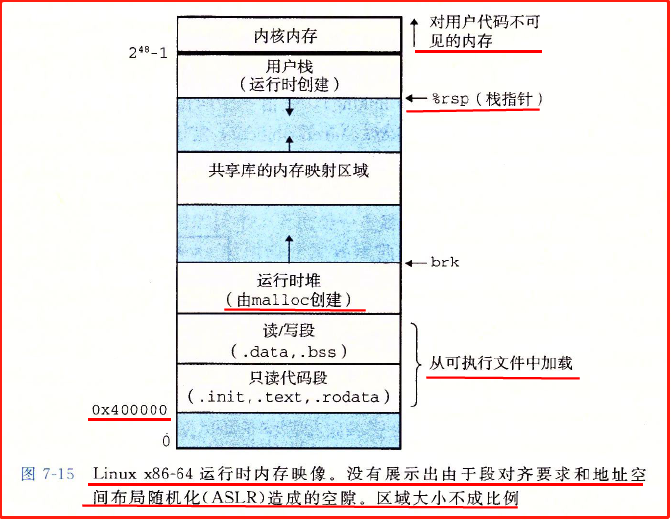 内核内存
对用户代码不可
见的内存
2⁴⁸-1
用户栈
(运行时创建)
%rsp (栈指针)
共享库的内存映射区域
brk
运行时堆
(由malloc创建)
读/写段
(.data,.bss)
从可执行文件中加载
只读代码段
(.init,.text,.rodata)
0x400000
0
图 7-15 Linux x86-64 运行时内存映像。没有展示出由于段对齐要求和地址空
间布局随机化(ASLR)造成的空隙。区域大小不成比例